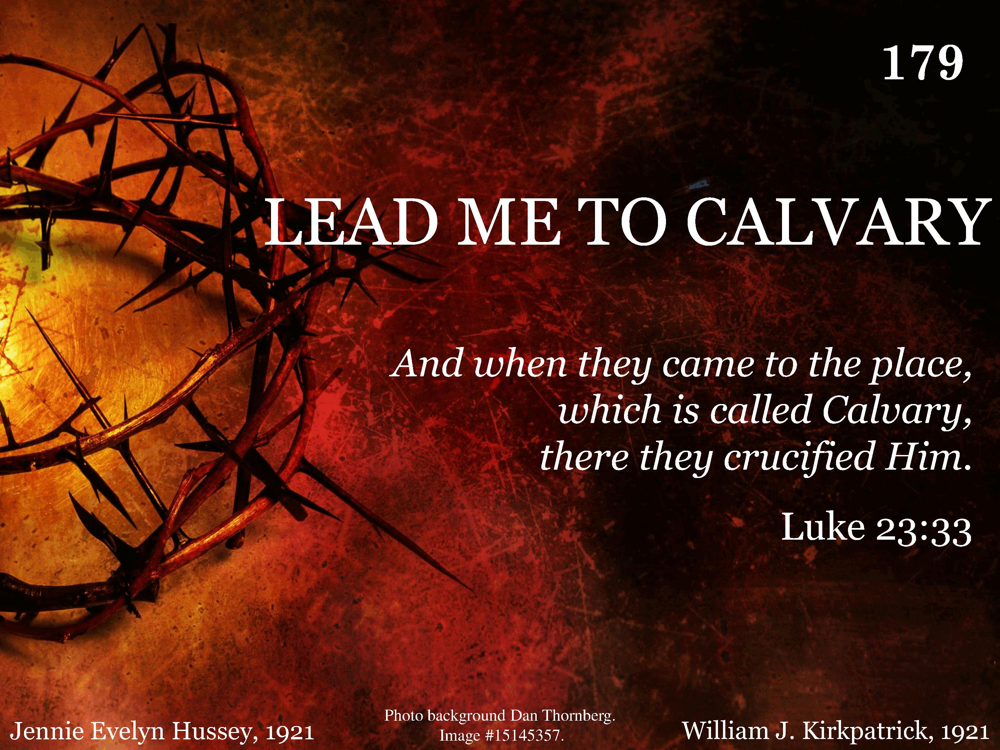 179
LEAD ME TO CALVARY
And when they came to the place,
which is called Calvary,
there they crucified Him.
Luke 23:33
Jennie Evelyn Hussey, 1921
Photo background Dan Thornberg.
Image #15145357.
William J. Kirkpatrick, 1921